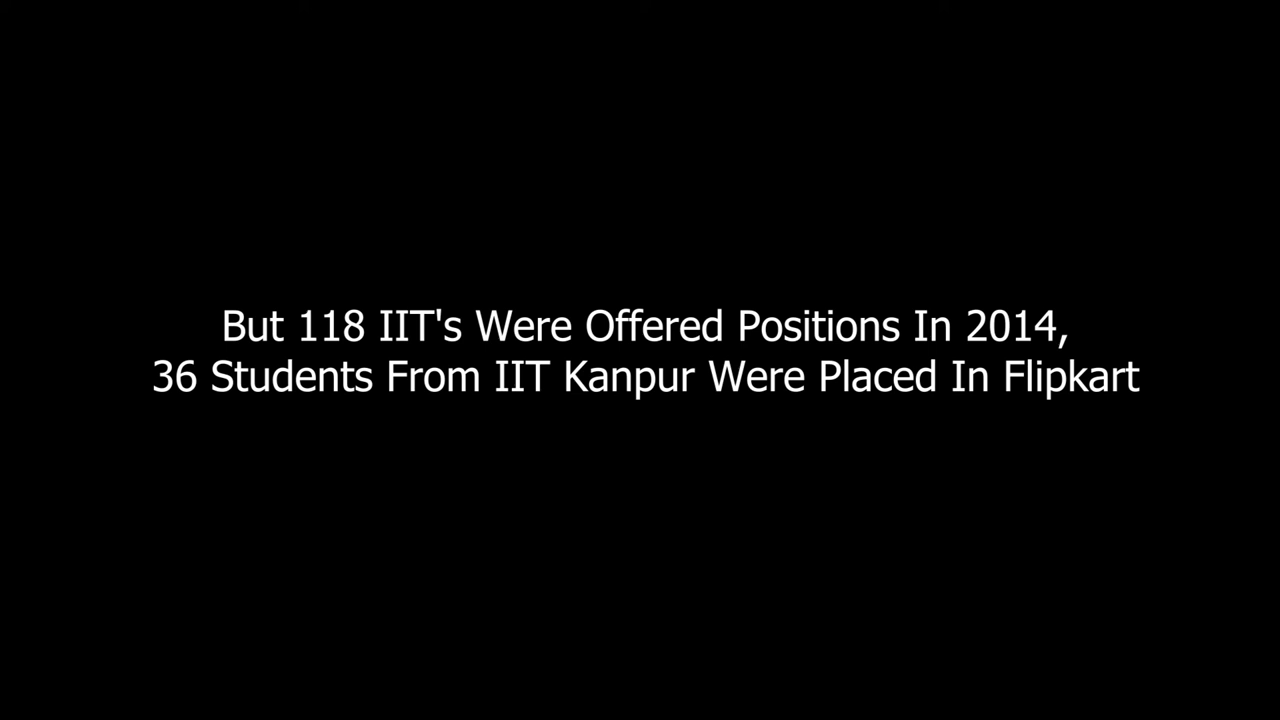 But 118 IIT's Were Offered Positions In 2014,
36 Students From IIT Kanpur Were Placed In Flipkart